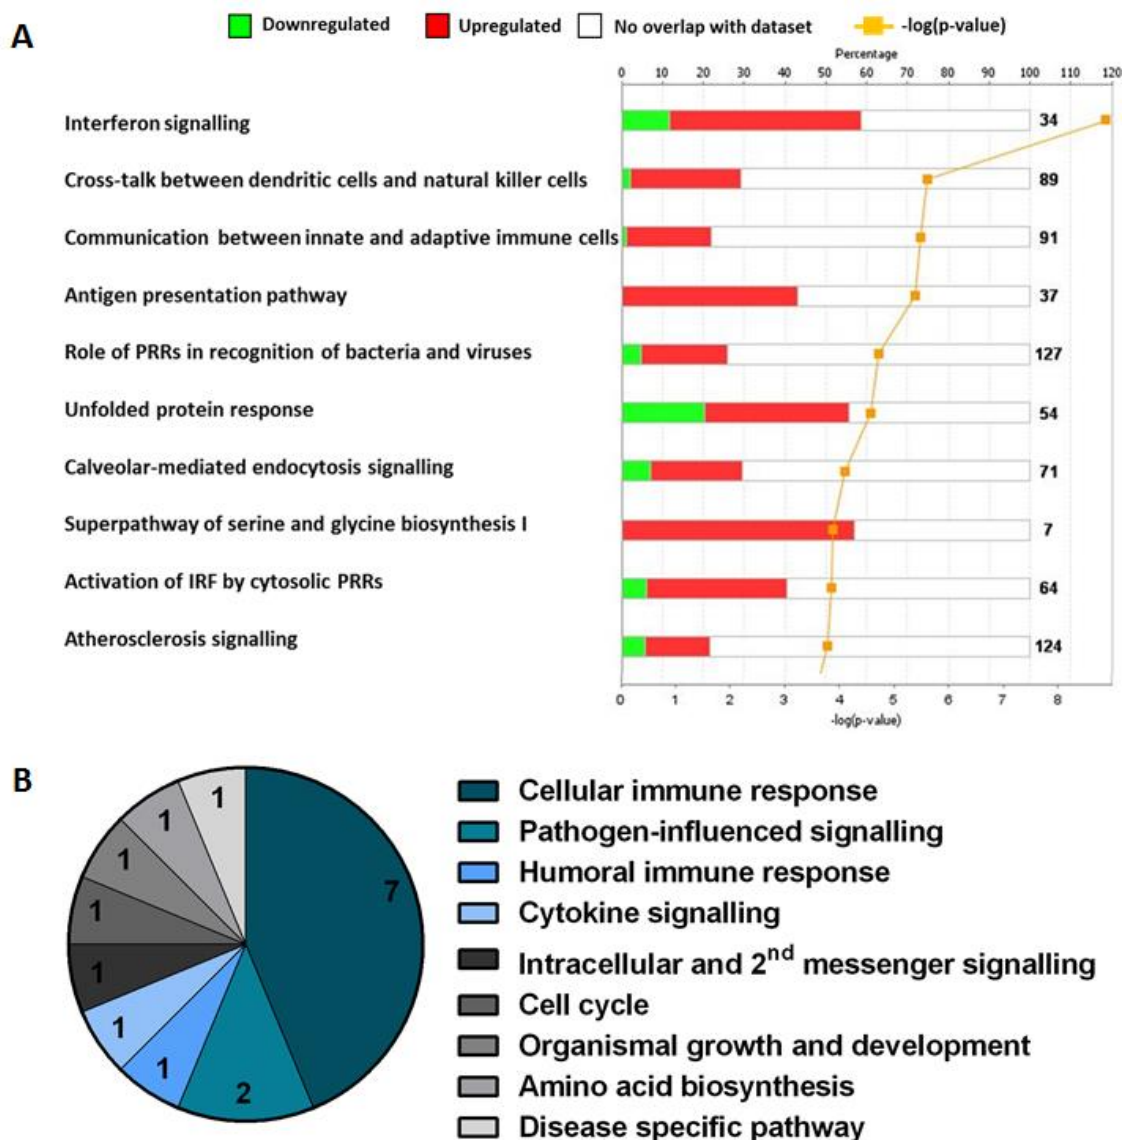 A
Downregulated Upregulated No overlap with dataset -log(p-value)
Percentage
0 10 20 30 40 50 60 70 80 90 100 110 120
Interferon signalling 34
Cross-talk between dendritic cells and natural killer cells 89
Communication between innate and adaptive immune cells 91
Antigen presentation pathway 37
Role of PRRs in recognition of bacteria and viruses 127
Unfolded protein response 54
Calveolar-mediated endocytosis signalling 71
Superpathway of serine and glycine biosynthesis I 7
Activation of IRF by cytosolic PRRs 64
Atherosclerosis signalling 124
0 1 2 3 4 5 6 7 8
-log(p-value)
B
1 1 1 1 1 1 1 2 7
Cellular immune response
Pathogen-influenced signalling
Humoral immune response
Cytokine signalling
Intracellular and 2nd messenger signalling
Cell cycle
Organismal growth and development
Amino acid biosynthesis
Disease specific pathway